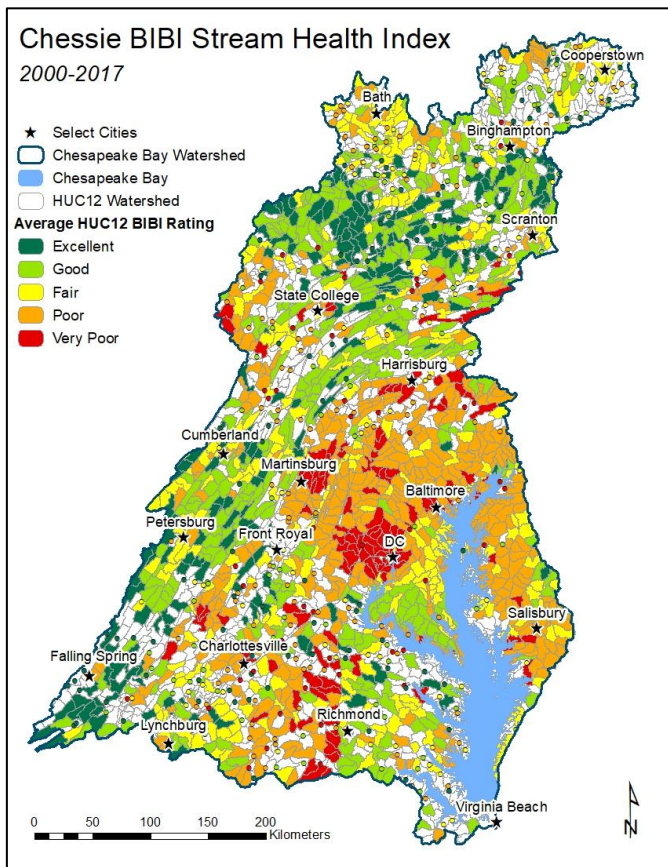 Chessie BIBI Stream Health Index
2000-2017
Select Cities
Chesapeake Bay Watershed
Chesapeake Bay
HUC12 Watershed
Average HUC12 BIBI Rating
Excellent
Good
Fair
Poor
Very Poor
Cooperstown
Bath
Binghampton
Scranton
State College
Harrisburg
Cumberland
Martinsburg
Baltimore
Petersburg
Front Royal
DC
Salisbury
Charlottesville
Falling Spring
Richmond
Lynchburg
Virginia Beach
0 50 100 150 200
Kilometers
N